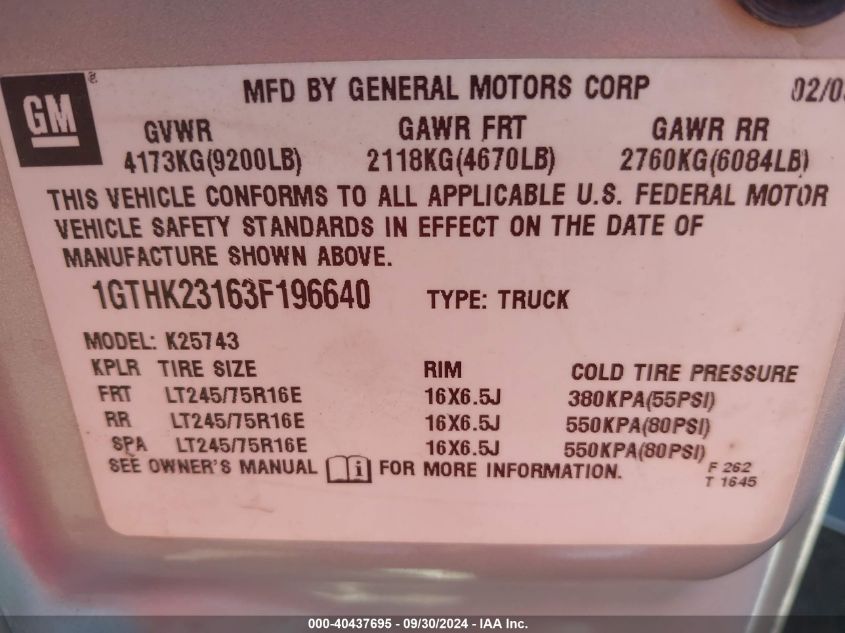 GM ®
MFD BY GENERAL MOTORS CORP 02/0
GVWR GAWR FRT GAWR RR
4173KG(9200LB) 2118KG(4670LB) 2760KG(6084LB)
THIS VEHICLE CONFORMS TO ALL APPLICABLE U.S. FEDERAL MOTOR
VEHICLE SAFETY STANDARDS IN EFFECT ON THE DATE OF
MANUFACTURE SHOWN ABOVE.
1GTHK23163F196640 TYPE: TRUCK
MODEL: K25743
KPLR TIRE SIZE RIM COLD TIRE PRESSURE
FRT LT245/75R16E 16X6.5J 380KPA(55PSI)
RR LT245/75R16E 16X6.5J 550KPA(80PSI)
SPA LT245/75R16E 16X6.5J 550KPA(80PSI)
SEE OWNER'S MANUAL i FOR MORE INFORMATION. F 262
T 1645
000-40437695 - 09/30/2024 - IAA Inc.